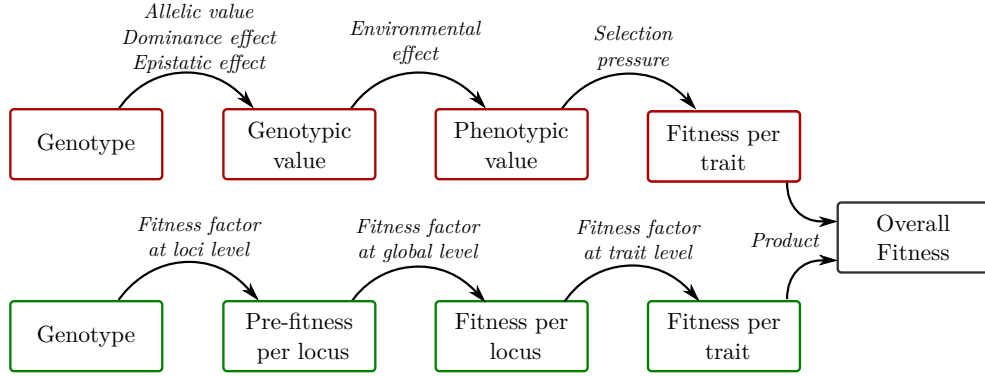 Allelic value
Dominance effect
Epistatic effect
Environmental
effect
Selection
pressure
Genotype
Genotypic
value
Phenotypic
value
Fitness per
trait
Fitness factor
at loci level
Fitness factor
at global level
Fitness factor
at trait level
Product
Overall
Fitness
Genotype
Pre-fitness
per locus
Fitness per
locus
Fitness per
trait